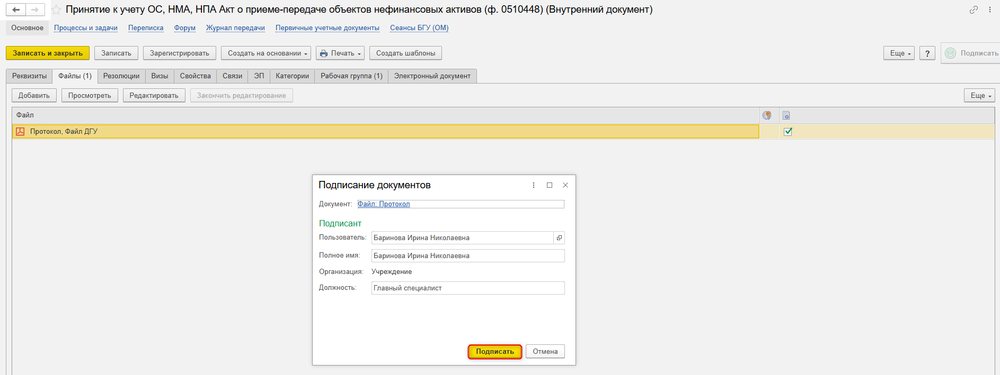 Принятие к учету ОС, НМА, НПА Акт о приеме-передаче объектов нефинансовых активов (ф. 0510448) (Внутренний документ)
Основное Процессы и задачи Переписка Форум Журнал передачи Первичные учетные документы Сеансы БГУ (ОМ)
Записать и закрыть Записать Зарегистрировать Создать на основании Печать Создать шаблоны Еще ? Подписать
Реквизиты Файлы (1) Резолюции Визы Свойства Связи ЭП Категории Рабочая группа (1) Электронный документ
Добавить Просмотреть Редактировать Закончить редактирование Еще
Файл
Протокол, Файл ДГУ
Подписание документов
Документ: Файл: Протокол
Подписант
Пользователь: Баринова Ирина Николаевна
Полное имя: Баринова Ирина Николаевна
Организация: Учреждение
Должность: Главный специалист
Подписать Отмена